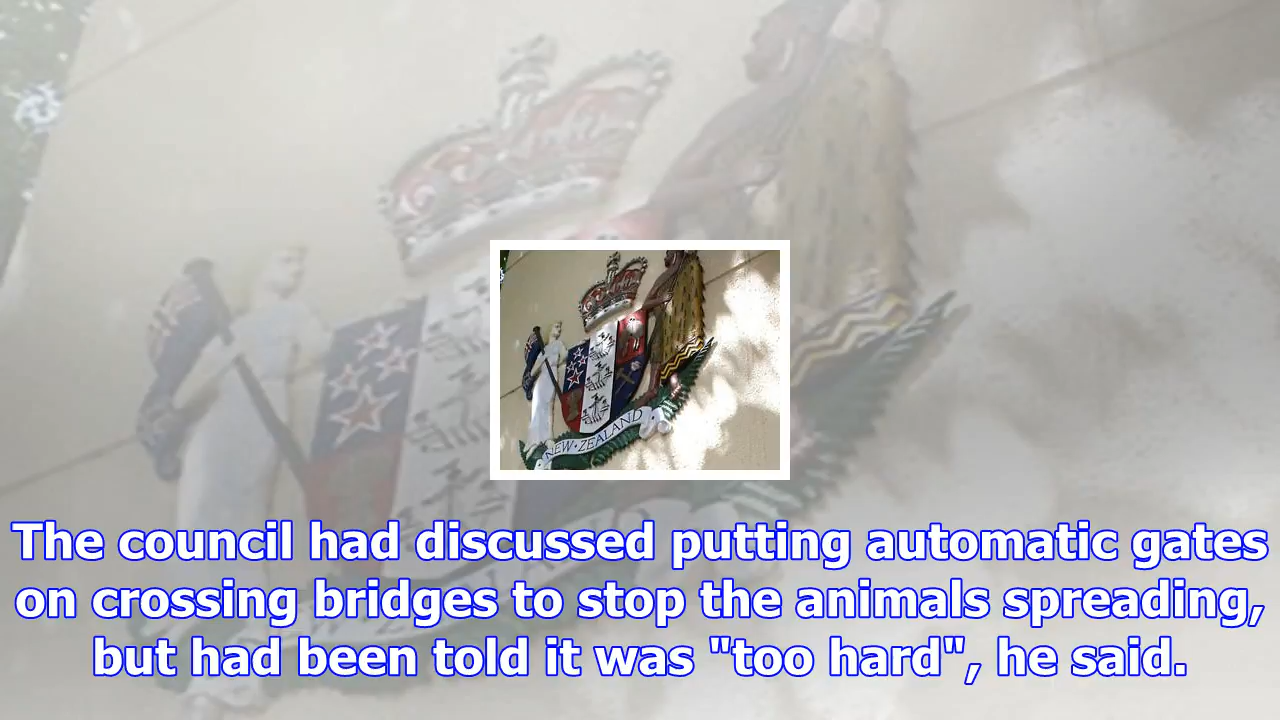 NEW ZEALAND
The council had discussed putting automatic gates
on crossing bridges to stop the animals spreading,
but had been told it was "too hard", he said.